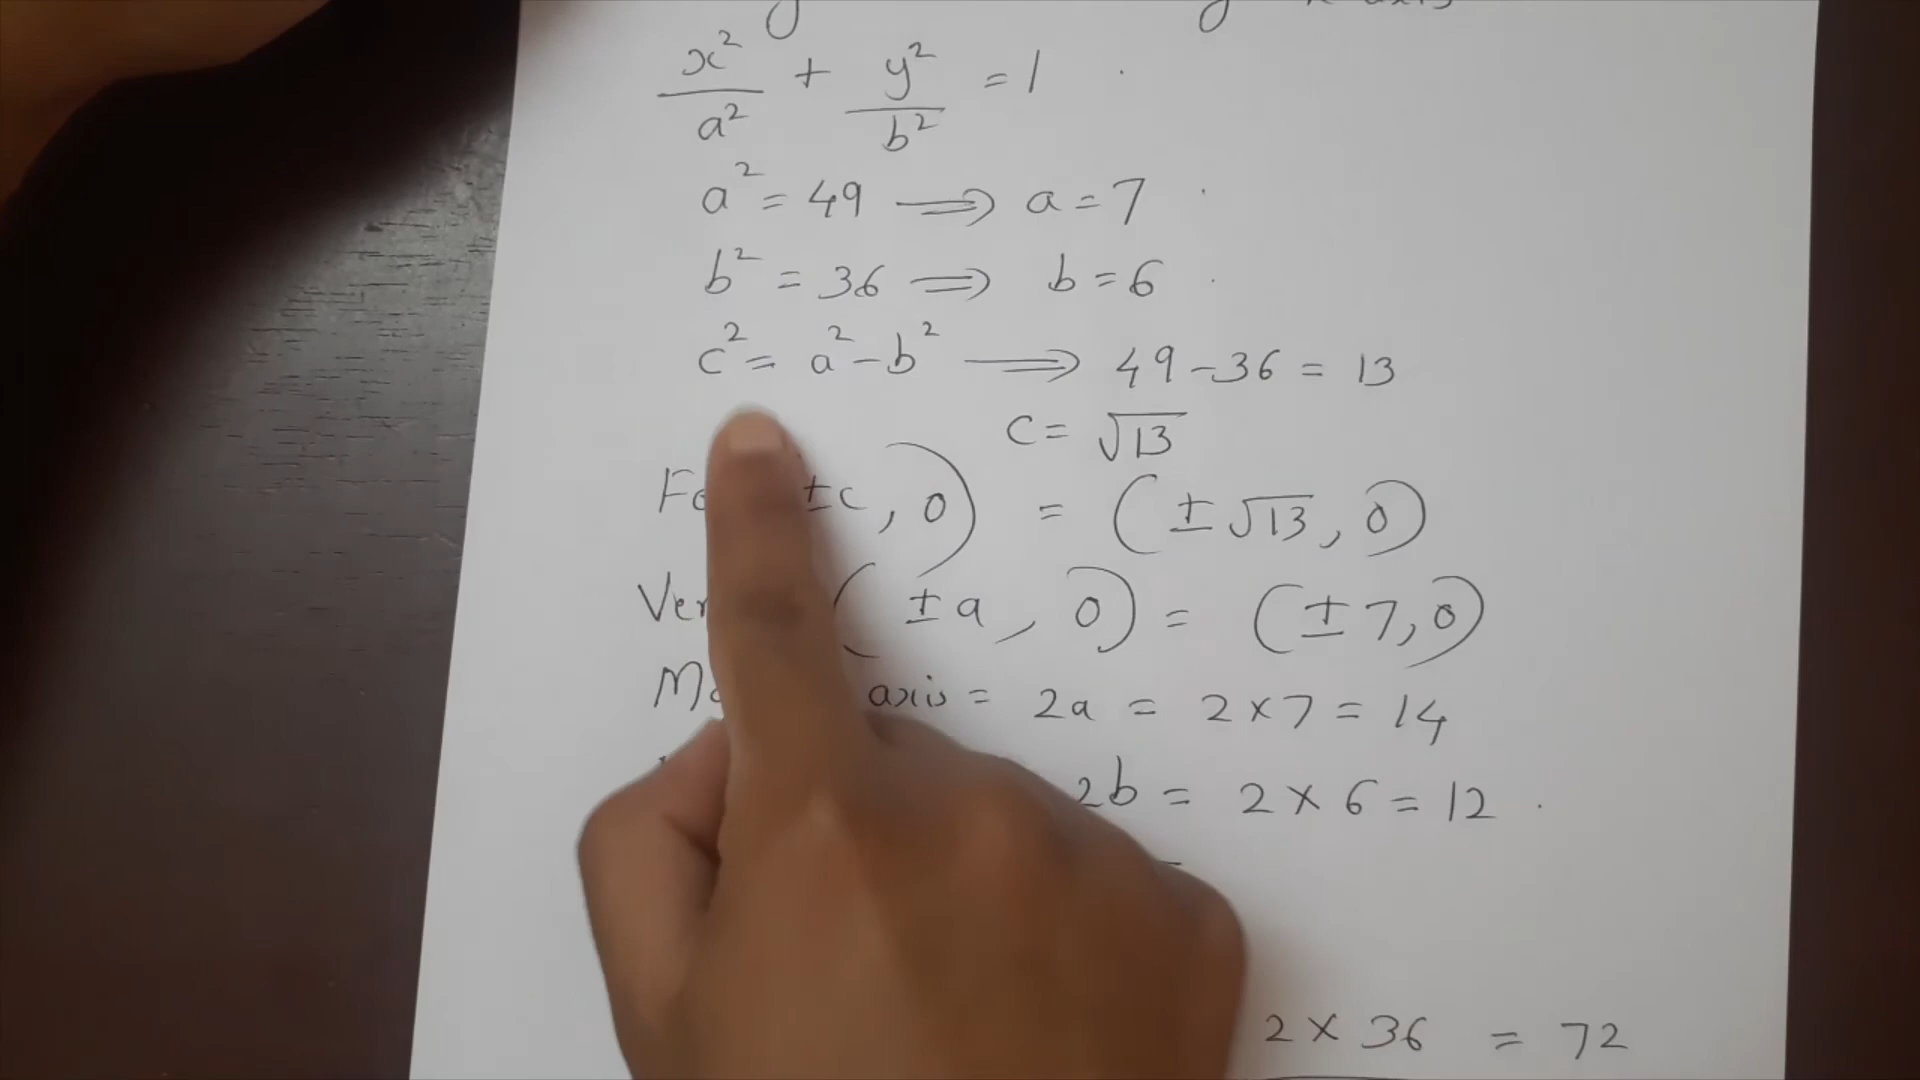 x² / a² + y² / b² = 1
a² = 49 ⟹ a = 7
b² = 36 ⟹ b = 6
c² = a² - b² ⟹ 49 - 36 = 13
c = √13
±c, 0) = (±√13, 0)
(±a, 0) = (±7, 0)
axis = 2a = 2 × 7 = 14
2b = 2 × 6 = 12
2 × 36 = 72